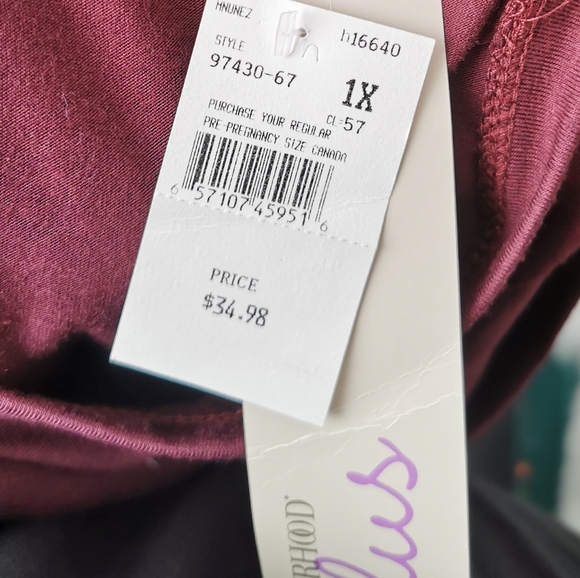 HNUNEZ
h16640
STYLE
97430-67
1X
CL=57
PURCHASE YOUR REGULAR
PRE-PREGNANCY SIZE CANADA
6 57107 45951 6
PRICE
$34.98
RHOOD®
lus